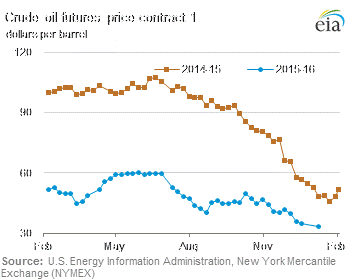 Crude oil futures price contract 1
dollars per barrel
eia
120
2014-15
2015-16
90
60
30
Feb
May
Aug
Nov
Feb
Source: U.S. Energy Information Administration, New York Mercantile
Exchange (NYMEX)